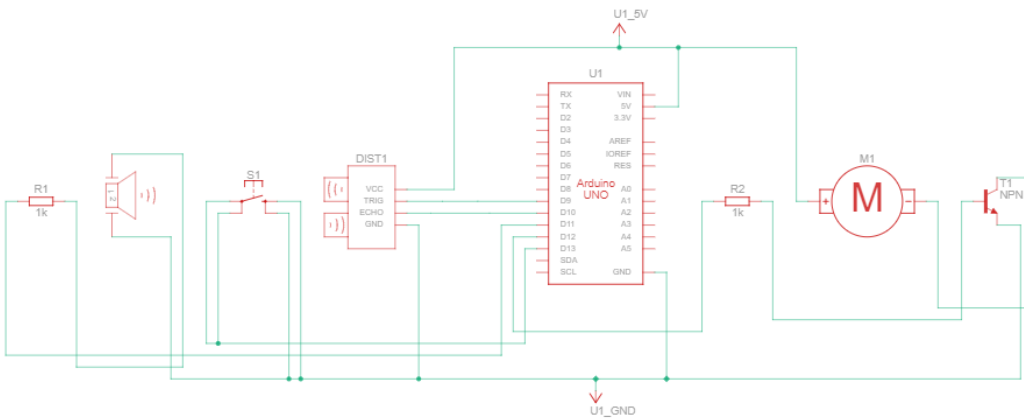 U1_5V
U1
RX
TX
D2
D3
D4
D5
D6
D7
D8
D9
D10
D11
D12
D13
SDA
SCL
VIN
5V
3.3V
AREF
IOREF
RES
A0
A1
A2
A3
A4
A5
GND
Arduino
UNO
DIST1
VCC
TRIG
ECHO
GND
S1
R1
1k
1 2
R2
1k
M1
+
M
-
T1
NPN
U1_GND